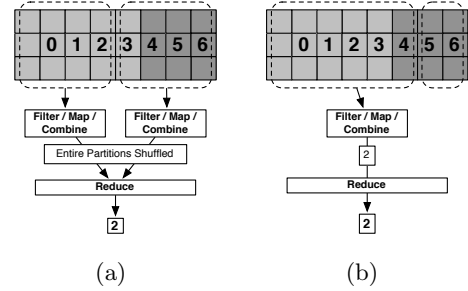 0 1 2 3 4 5 6
Filter / Map /
Combine
Filter / Map /
Combine
Entire Partitions Shuffled
Reduce
2
(a)
0 1 2 3 4 5 6
Filter / Map /
Combine
2
Reduce
2
(b)